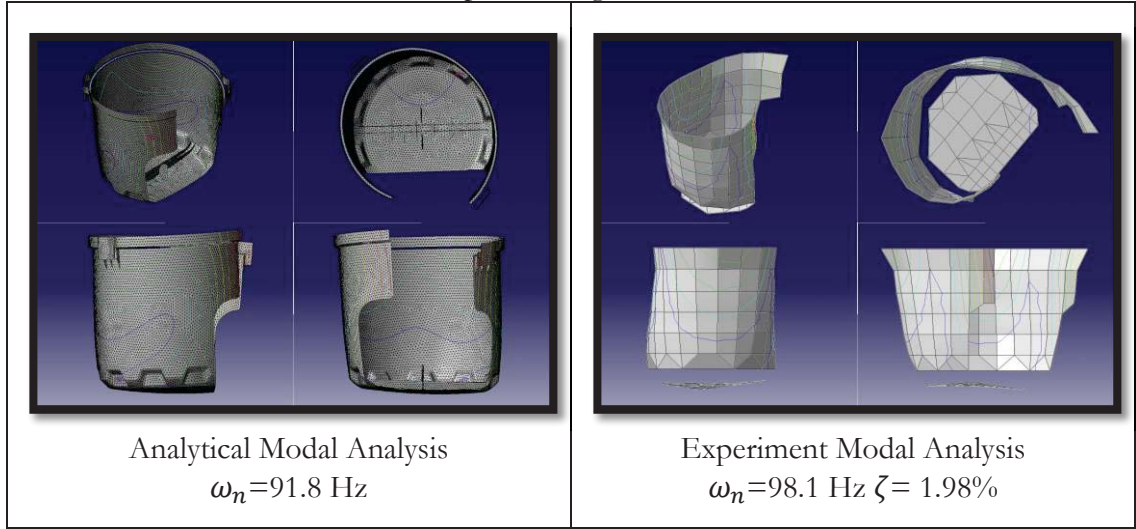 Analytical Modal Analysis
ωₙ=91.8 Hz
Experiment Modal Analysis
ωₙ=98.1 Hz ζ= 1.98%